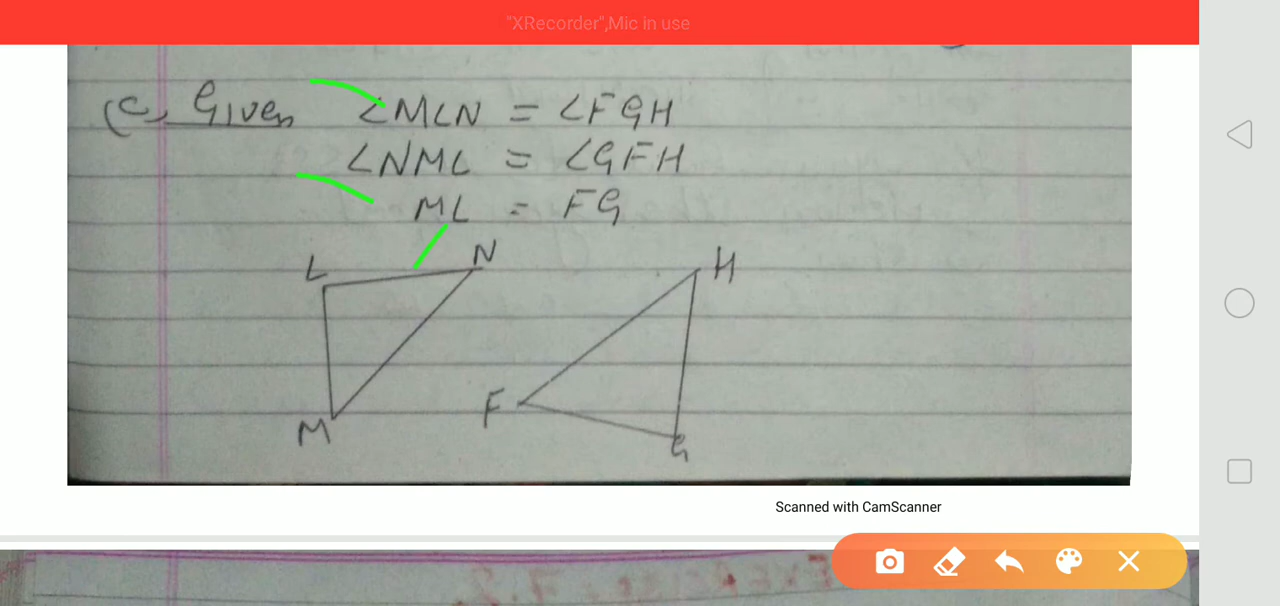 "XRecorder",Mic in use
(c) Given ∠MLN = ∠FGH
∠NML = ∠GFH
ML = FG
L N H
M F G
Scanned with CamScanner